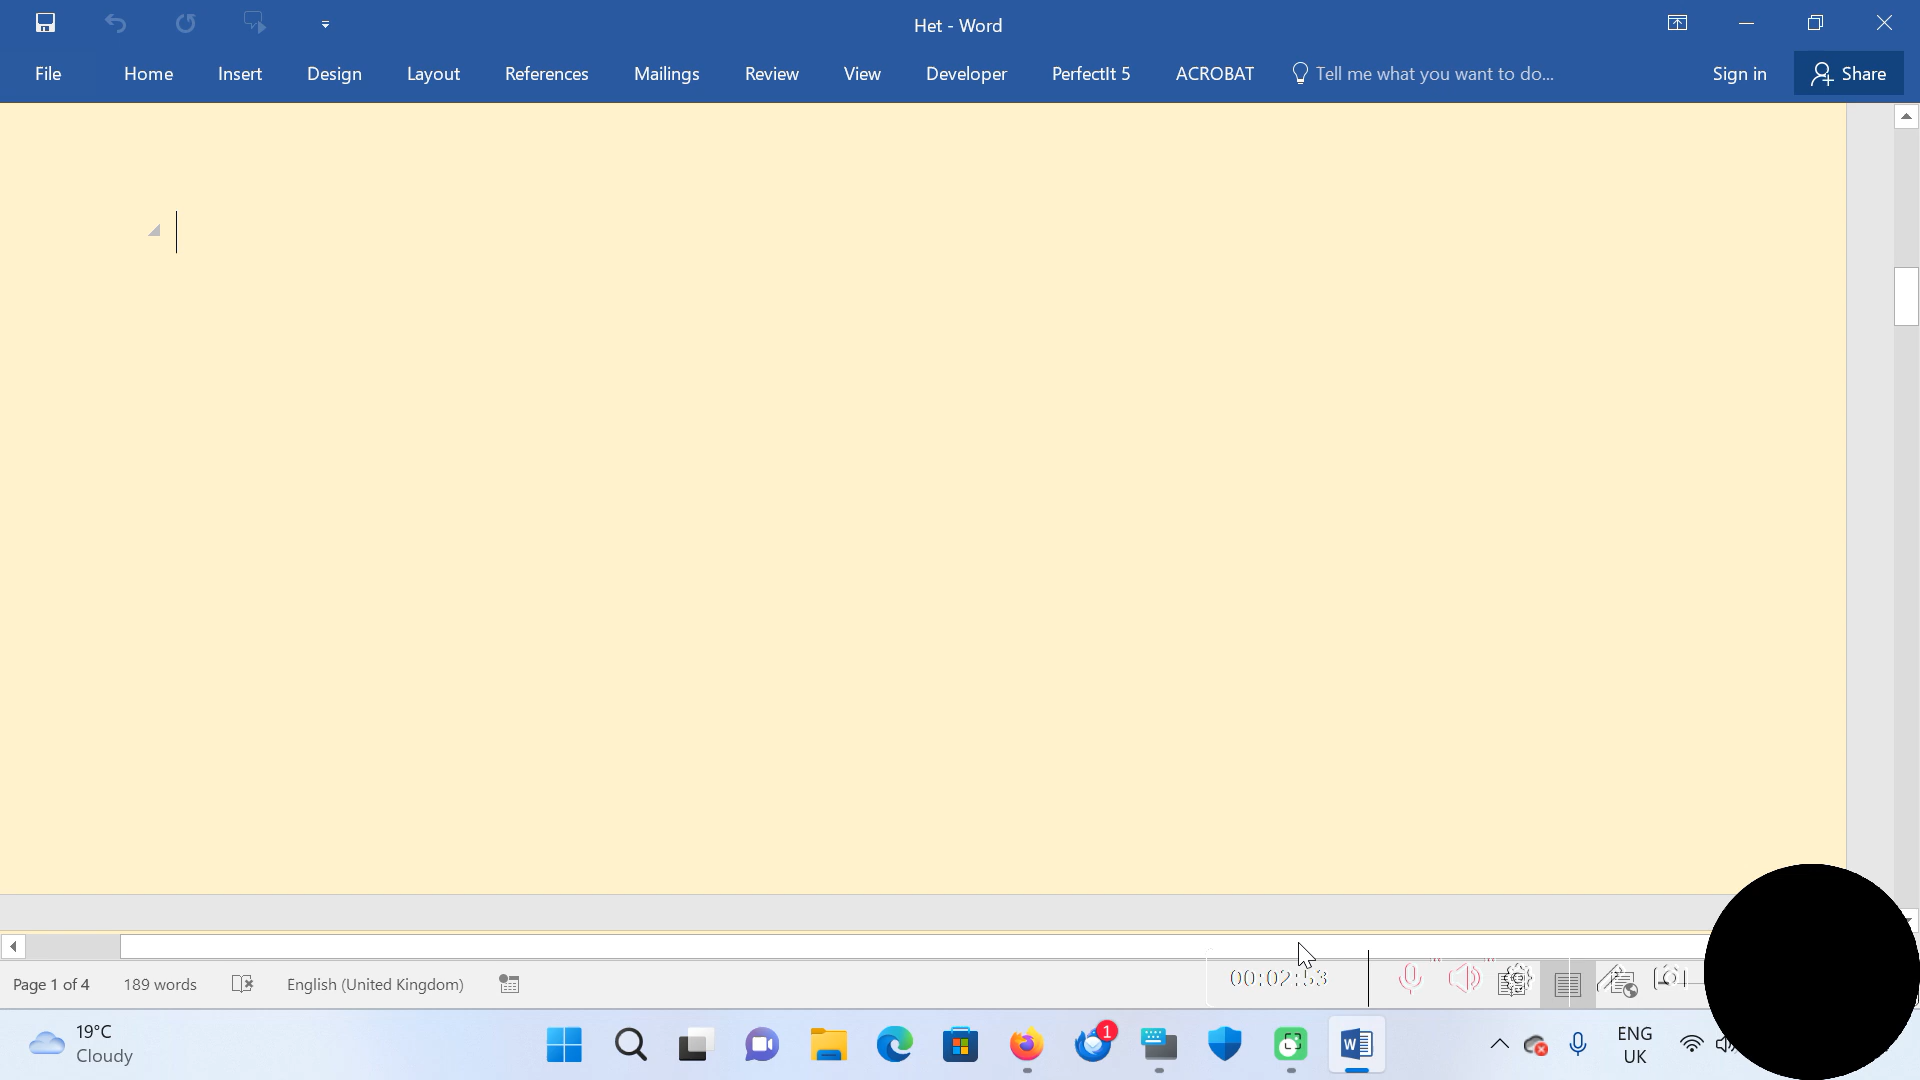 Het - Word
File Home Insert Design Layout References Mailings Review View Developer PerfectIt 5 ACROBAT Tell me what you want to do... Sign in Share
Page 1 of 4 189 words English (United Kingdom) 00:02:53
19°C
Cloudy
1
ENG
UK